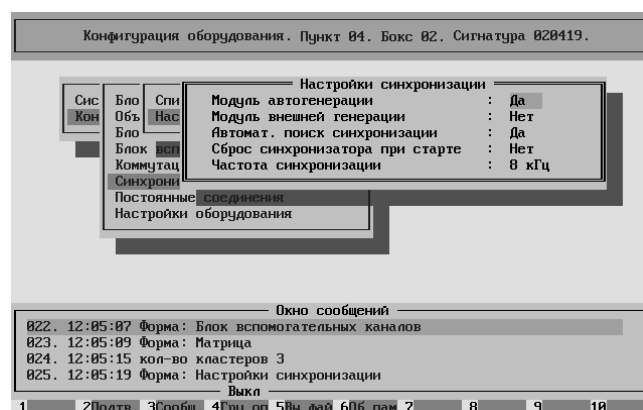 Конфигурация оборудования. Пункт 04. Бокс 02. Сигнатура 020419.
Настройки синхронизации
Сис Бло Спи Модуль автогенерации : Да
Кон Объ Нас Модуль внешней генерации : Нет
Бло Автомат. поиск синхронизации : Да
Блок всп Сброс синхронизатора при старте : Нет
Коммутац Частота синхронизации : 8 кГц
Синхрони
Постоянные соединения
Настройки оборудования
Окно сообщений
022. 12:05:07 Форма: Блок вспомогательных каналов
023. 12:05:09 Форма: Матрица
024. 12:05:15 кол-во кластеров 3
025. 12:05:19 Форма: Настройки синхронизации
Выкл
1 2Подтв 3Сообщ 4Гру оп 5Вы фай 6Об пам 7 8 9 10